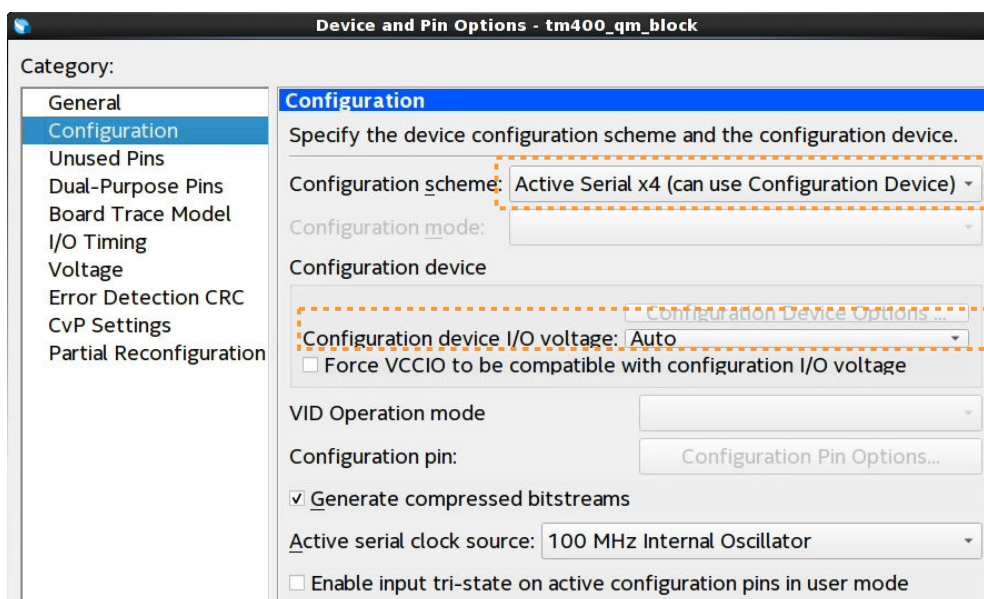 Device and Pin Options - tm400_qm_block
Category:
General
Configuration
Unused Pins
Dual-Purpose Pins
Board Trace Model
I/O Timing
Voltage
Error Detection CRC
CvP Settings
Partial Reconfiguration
Configuration
Specify the device configuration scheme and the configuration device.
Configuration scheme: Active Serial x4 (can use Configuration Device)
Configuration mode:
Configuration device
Configuration Device Options ...
Configuration device I/O voltage: Auto
Force VCCIO to be compatible with configuration I/O voltage
VID Operation mode
Configuration pin: Configuration Pin Options...
Generate compressed bitstreams
Active serial clock source: 100 MHz Internal Oscillator
Enable input tri-state on active configuration pins in user mode